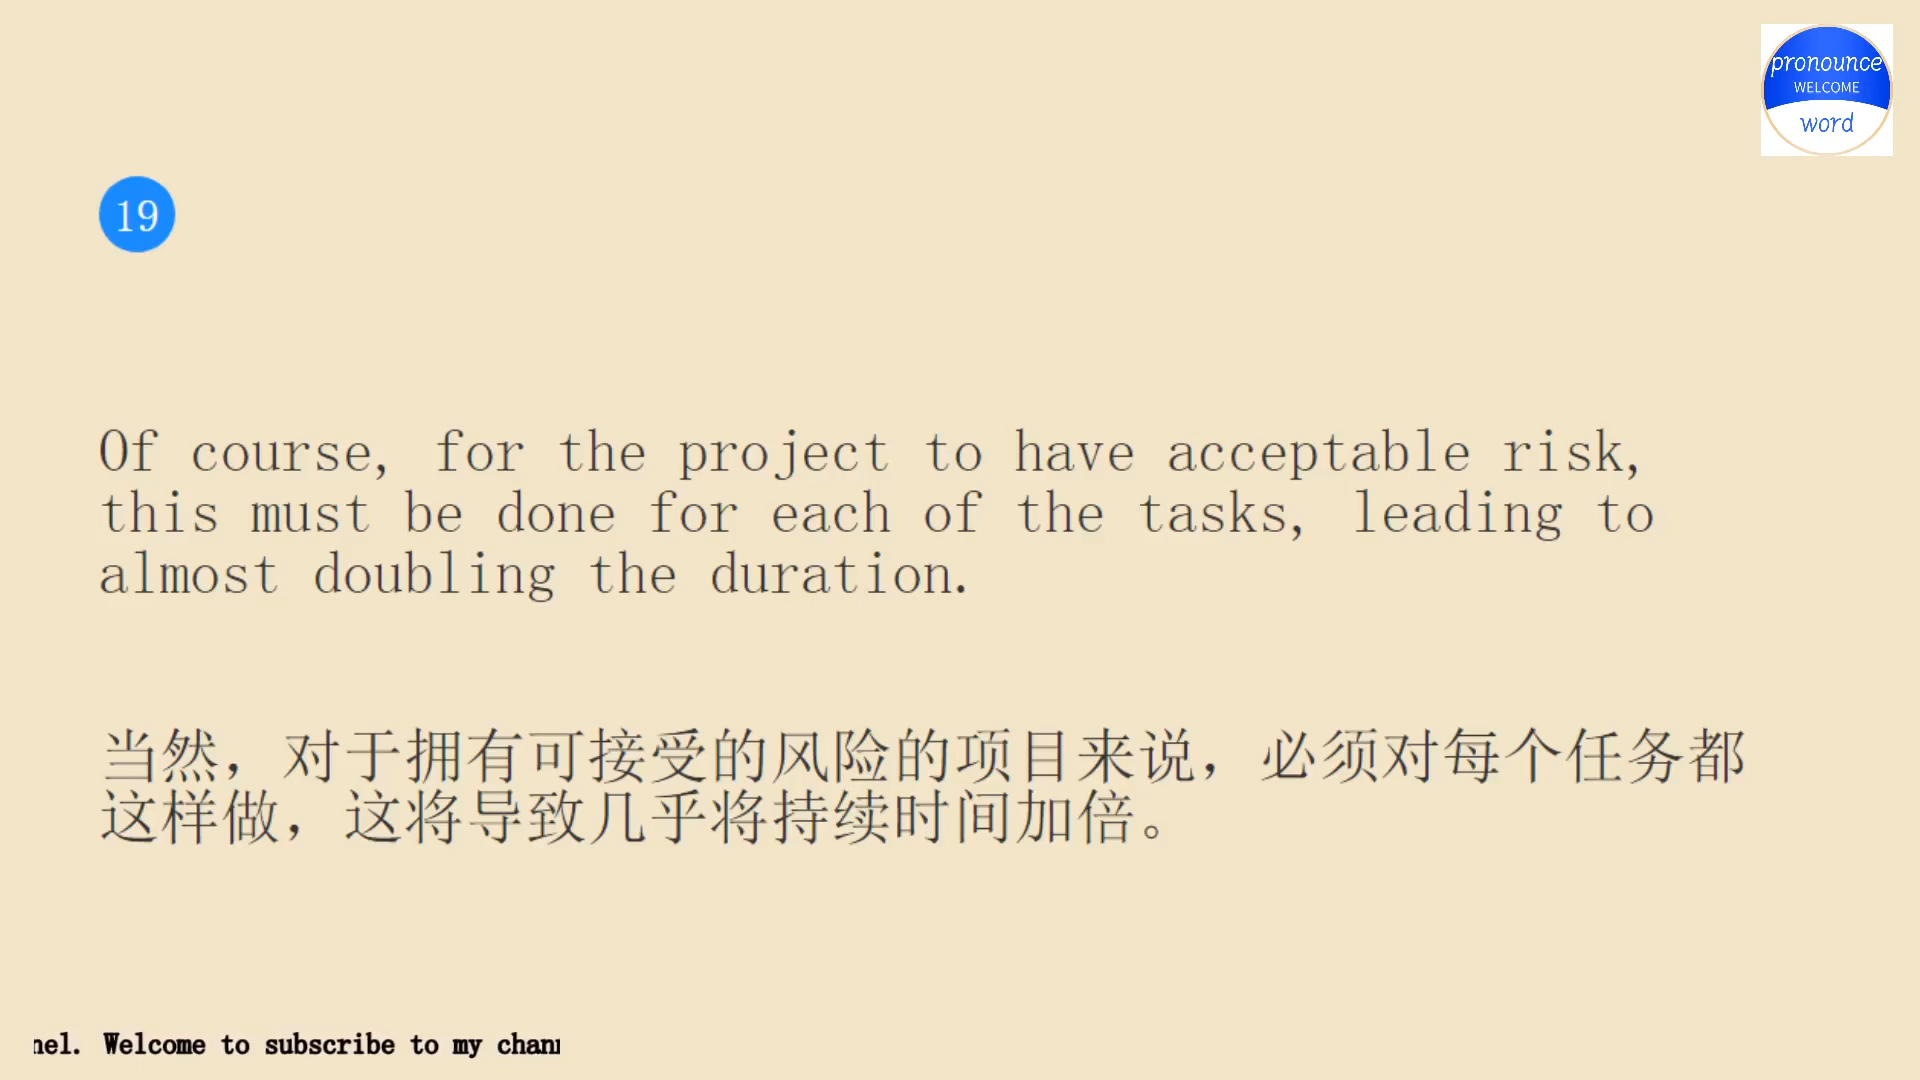 pronounce
WELCOME
word
19
Of course, for the project to have acceptable risk,
this must be done for each of the tasks, leading to
almost doubling the duration.
当然，对于拥有可接受的风险的项目来说，必须对每个任务都
这样做，这将导致几乎将持续时间加倍。
nel. Welcome to subscribe to my chann